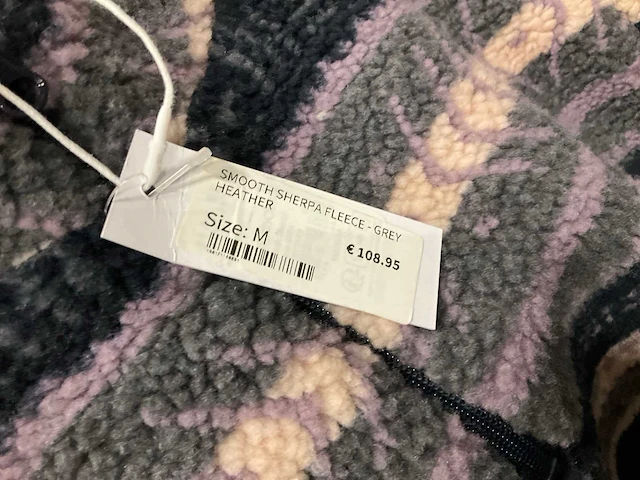 SMOOTH SHERPA FLEECE - GREY
HEATHER
Size: M
€ 108.95